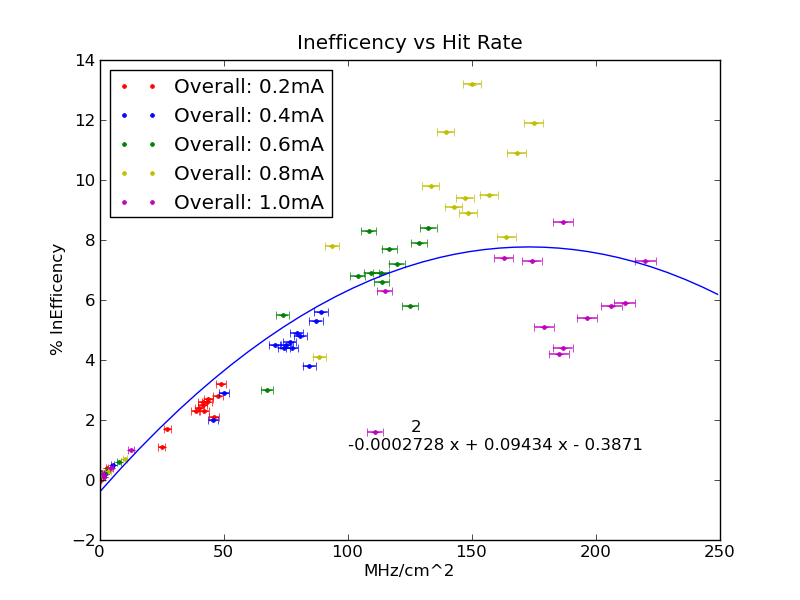 Inefficency vs Hit Rate
14
12
10
8
6
4
2
0
−2
% InEfficency
Overall: 0.2mA
Overall: 0.4mA
Overall: 0.6mA
Overall: 0.8mA
Overall: 1.0mA
2
-0.0002728 x + 0.09434 x - 0.3871
0 50 100 150 200 250
MHz/cm^2